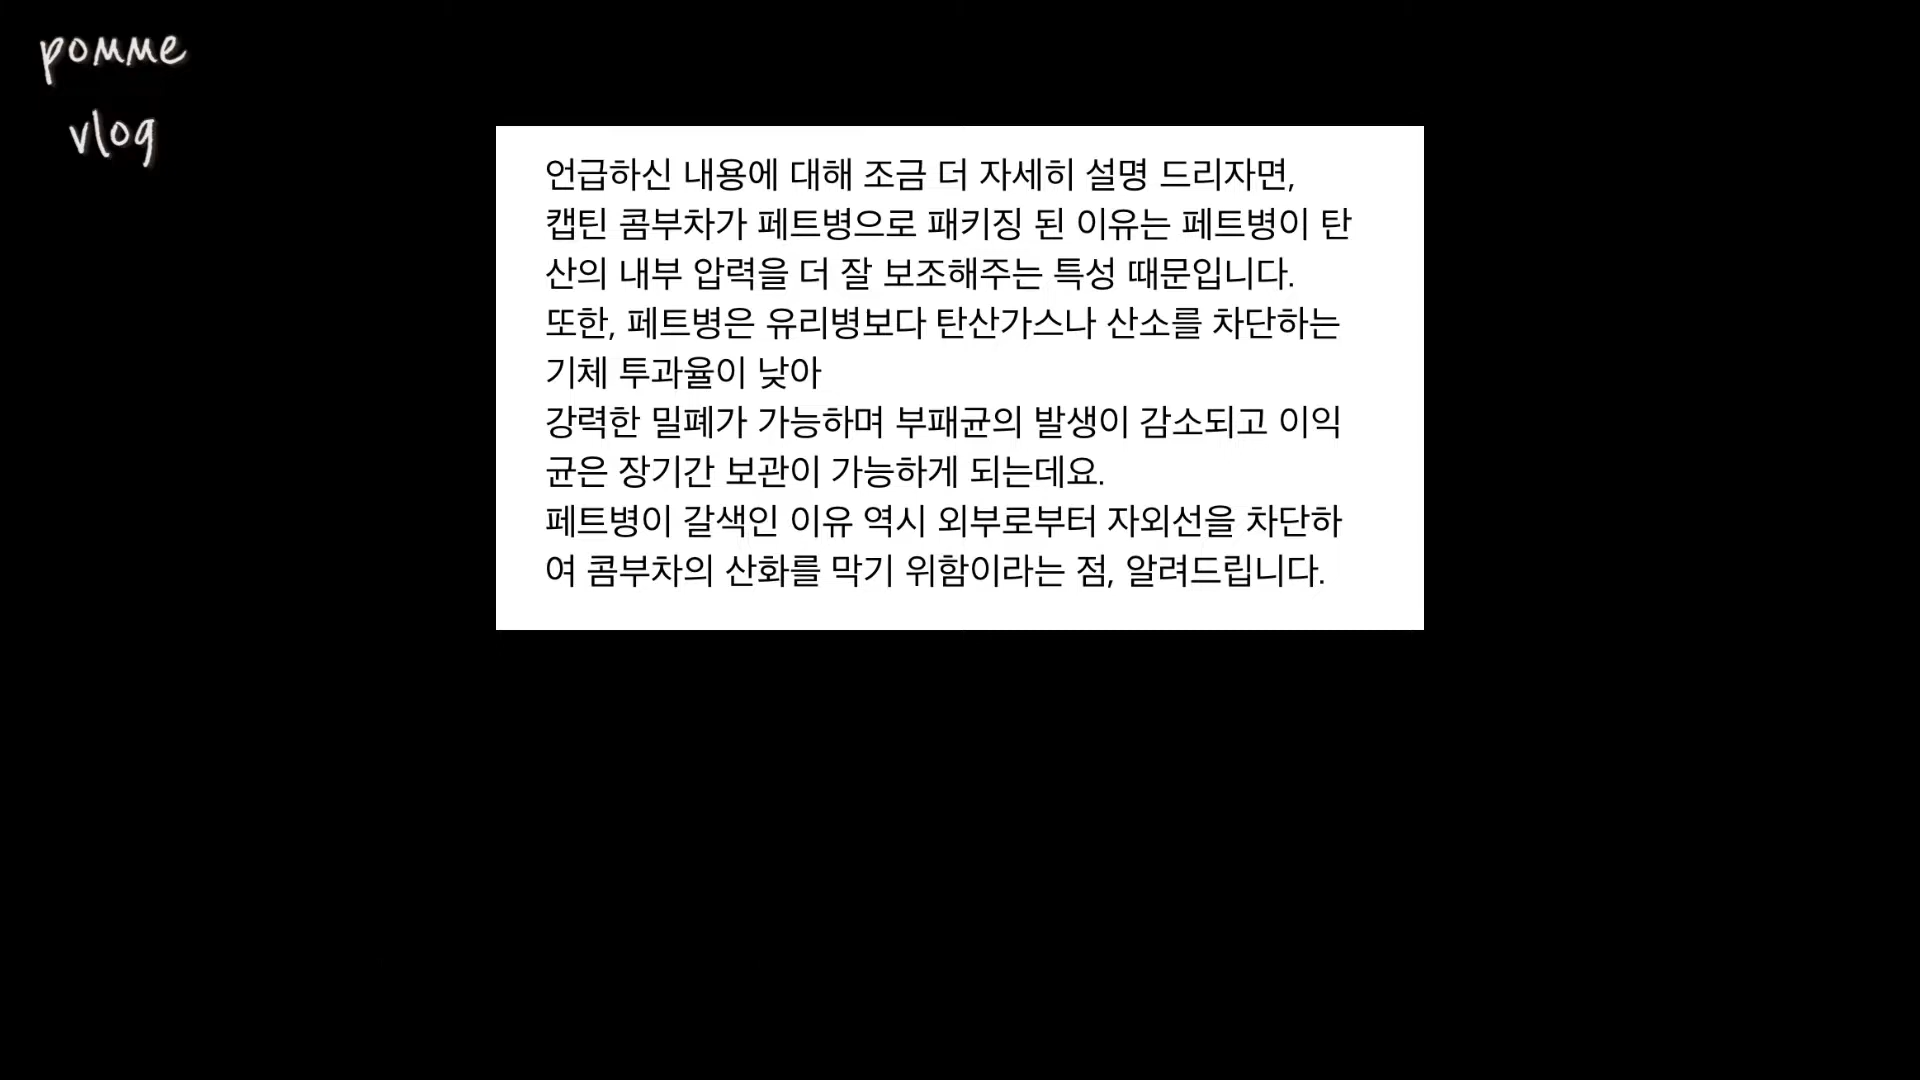 pomme
vlog
언급하신 내용에 대해 조금 더 자세히 설명 드리자면,
캡틴 콤부차가 페트병으로 패키징 된 이유는 페트병이 탄
산의 내부 압력을 더 잘 보조해주는 특성 때문입니다.
또한, 페트병은 유리병보다 탄산가스나 산소를 차단하는
기체 투과율이 낮아
강력한 밀폐가 가능하며 부패균의 발생이 감소되고 이익
균은 장기간 보관이 가능하게 되는데요.
페트병이 갈색인 이유 역시 외부로부터 자외선을 차단하
여 콤부차의 산화를 막기 위함이라는 점, 알려드립니다.